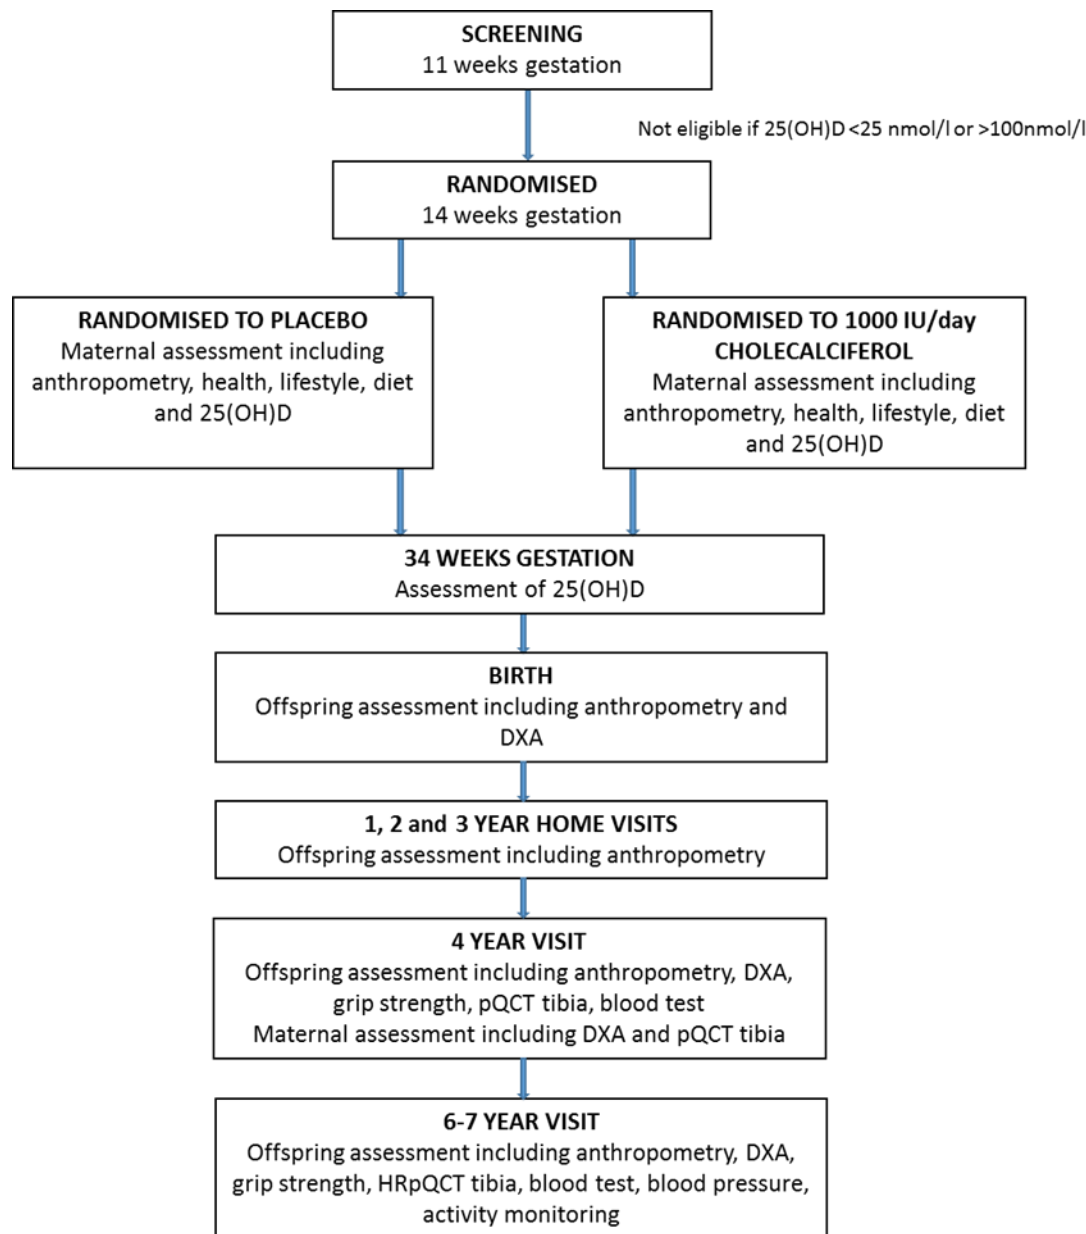 SCREENING
11 weeks gestation
Not eligible if 25(OH)D <25 nmol/l or >100nmol/l
RANDOMISED
14 weeks gestation
RANDOMISED TO PLACEBO
Maternal assessment including
anthropometry, health, lifestyle, diet
and 25(OH)D
RANDOMISED TO 1000 IU/day
CHOLECALCIFEROL
Maternal assessment including
anthropometry, health, lifestyle, diet
and 25(OH)D
34 WEEKS GESTATION
Assessment of 25(OH)D
BIRTH
Offspring assessment including anthropometry and
DXA
1, 2 and 3 YEAR HOME VISITS
Offspring assessment including anthropometry
4 YEAR VISIT
Offspring assessment including anthropometry, DXA,
grip strength, pQCT tibia, blood test
Maternal assessment including DXA and pQCT tibia
6-7 YEAR VISIT
Offspring assessment including anthropometry, DXA,
grip strength, HRpQCT tibia, blood test, blood pressure,
activity monitoring